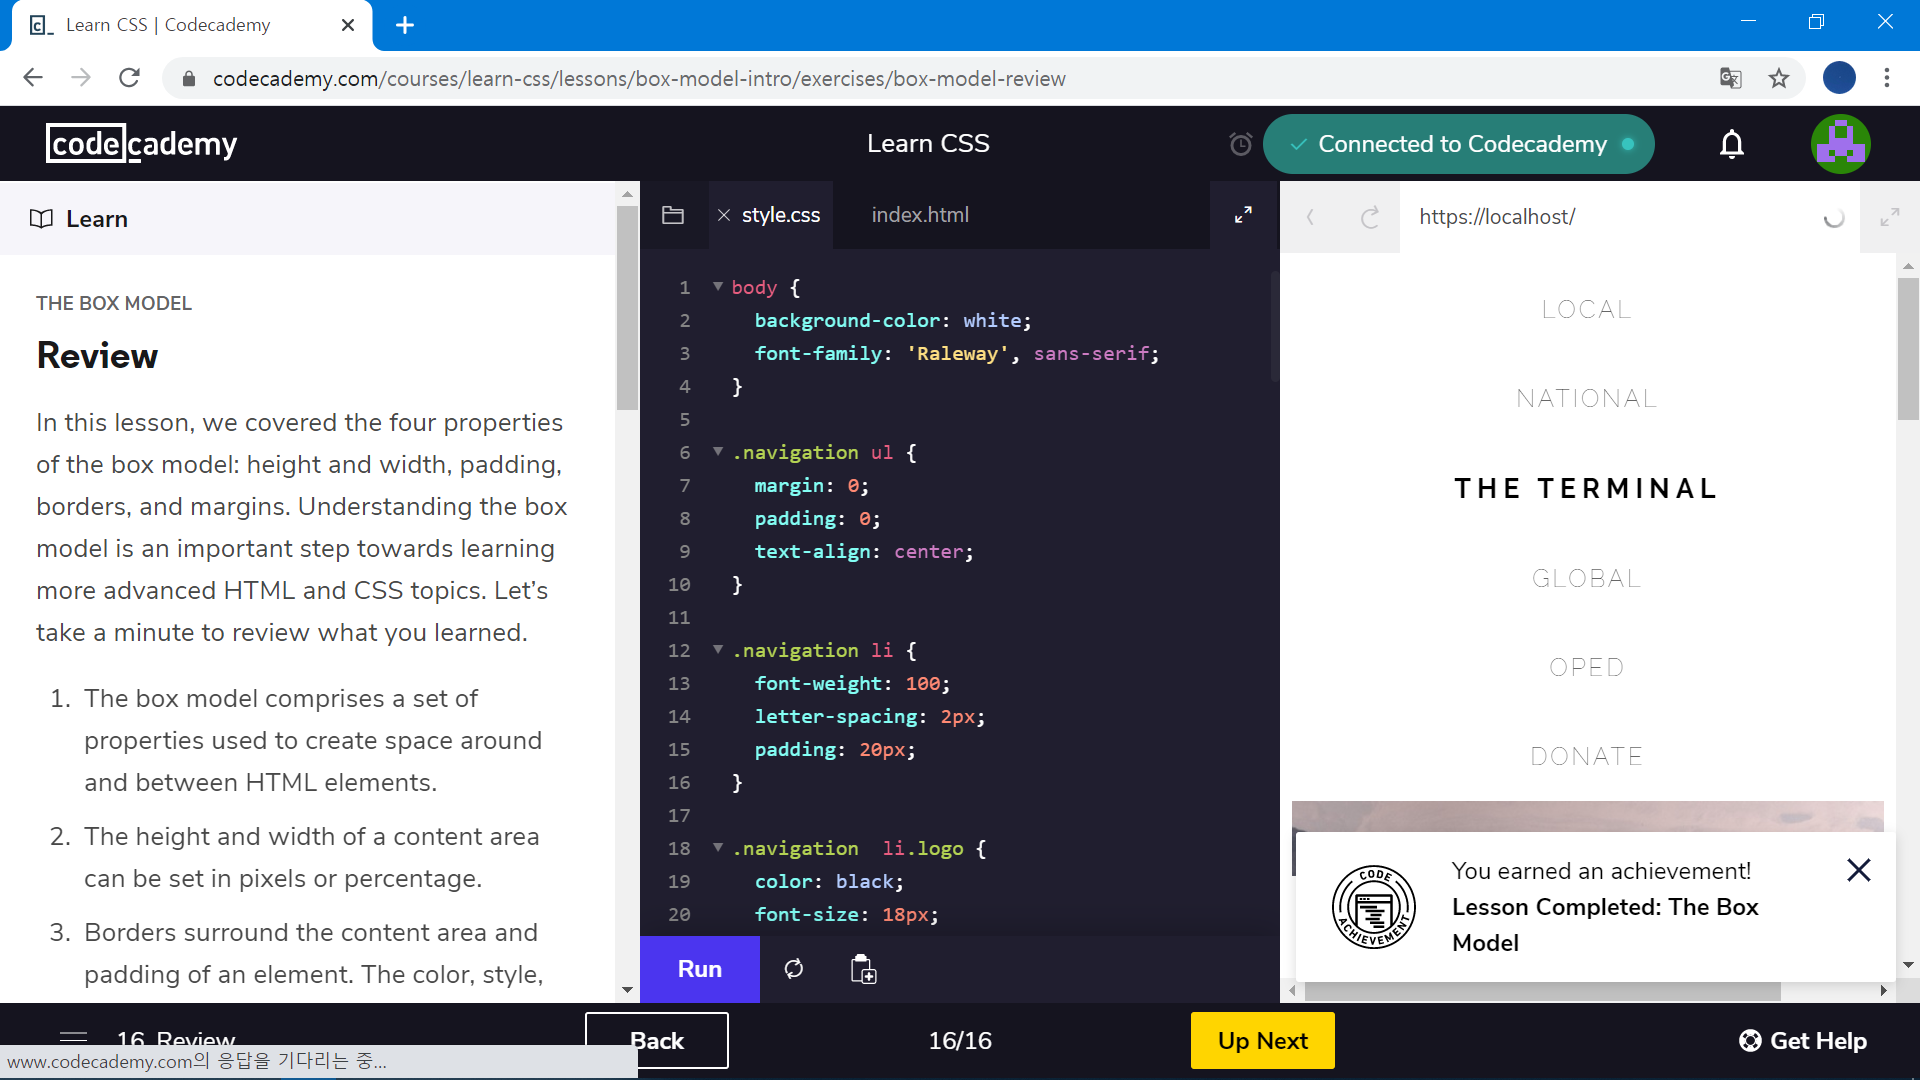 Learn CSS | Codecademy
codecademy.com/courses/learn-css/lessons/box-model-intro/exercises/box-model-review
codecademy
Learn CSS
Connected to Codecademy
Learn
THE BOX MODEL
Review
In this lesson, we covered the four properties
of the box model: height and width, padding,
borders, and margins. Understanding the box
model is an important step towards learning
more advanced HTML and CSS topics. Let’s
take a minute to review what you learned.
1. The box model comprises a set of
properties used to create space around
and between HTML elements.
2. The height and width of a content area
can be set in pixels or percentage.
3. Borders surround the content area and
padding of an element. The color, style,
style.css
index.html
1 body {
2 background-color: white;
3 font-family: 'Raleway', sans-serif;
4 }
5
6 .navigation ul {
7 margin: 0;
8 padding: 0;
9 text-align: center;
10 }
11
12 .navigation li {
13 font-weight: 100;
14 letter-spacing: 2px;
15 padding: 20px;
16 }
17
18 .navigation  li.logo {
19 color: black;
20 font-size: 18px;
Run
https://localhost/
LOCAL
NATIONAL
THE TERMINAL
GLOBAL
OPED
DONATE
CODE ACHIEVEMENT
You earned an achievement!
Lesson Completed: The Box
Model
16. Review
Back
16/16
Up Next
Get Help
www.codecademy.com의 응답을 기다리는 중...